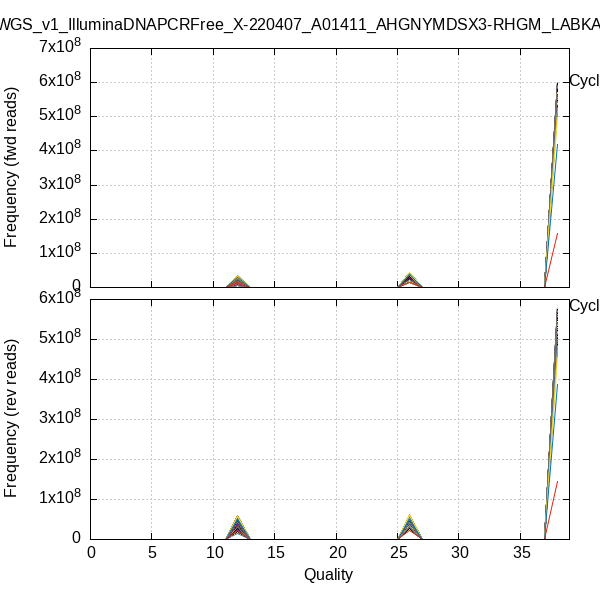 WGS_v1_IlluminaDNAPCRFree_X-220407_A01411_AHGNYMDSX3-RHGM_LABKA
7x10^8
6x10^8
5x10^8
4x10^8
3x10^8
2x10^8
1x10^8
0
Frequency (fwd reads)
Cycl
6x10^8
5x10^8
4x10^8
3x10^8
2x10^8
1x10^8
0
Frequency (rev reads)
Cycl
0 5 10 15 20 25 30 35
Quality